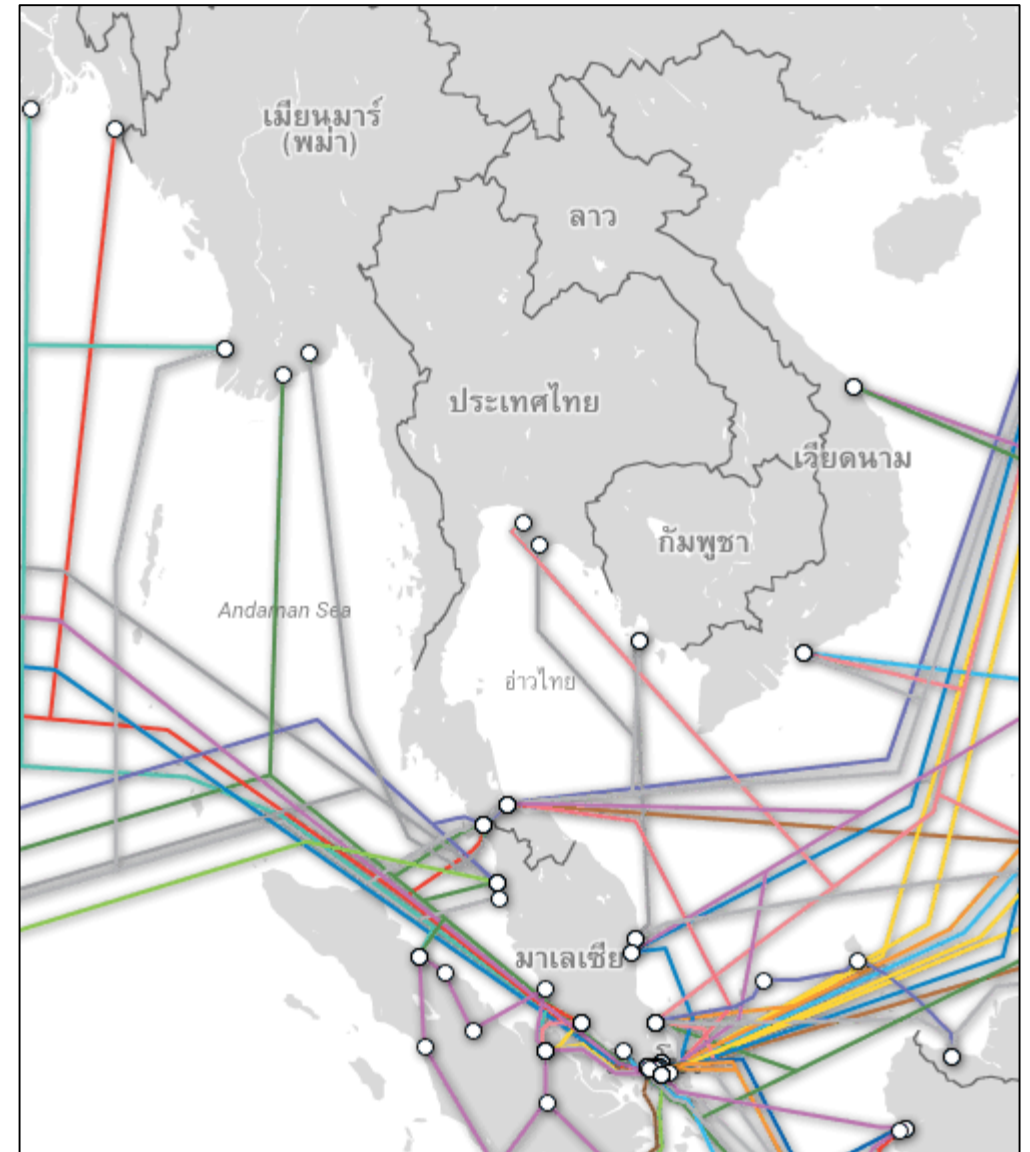 เมียนมาร์
(พม่า)
ลาว
ประเทศไทย
เวียดนาม
กัมพูชา
Andaman Sea
อ่าวไทย
มาเลเซีย